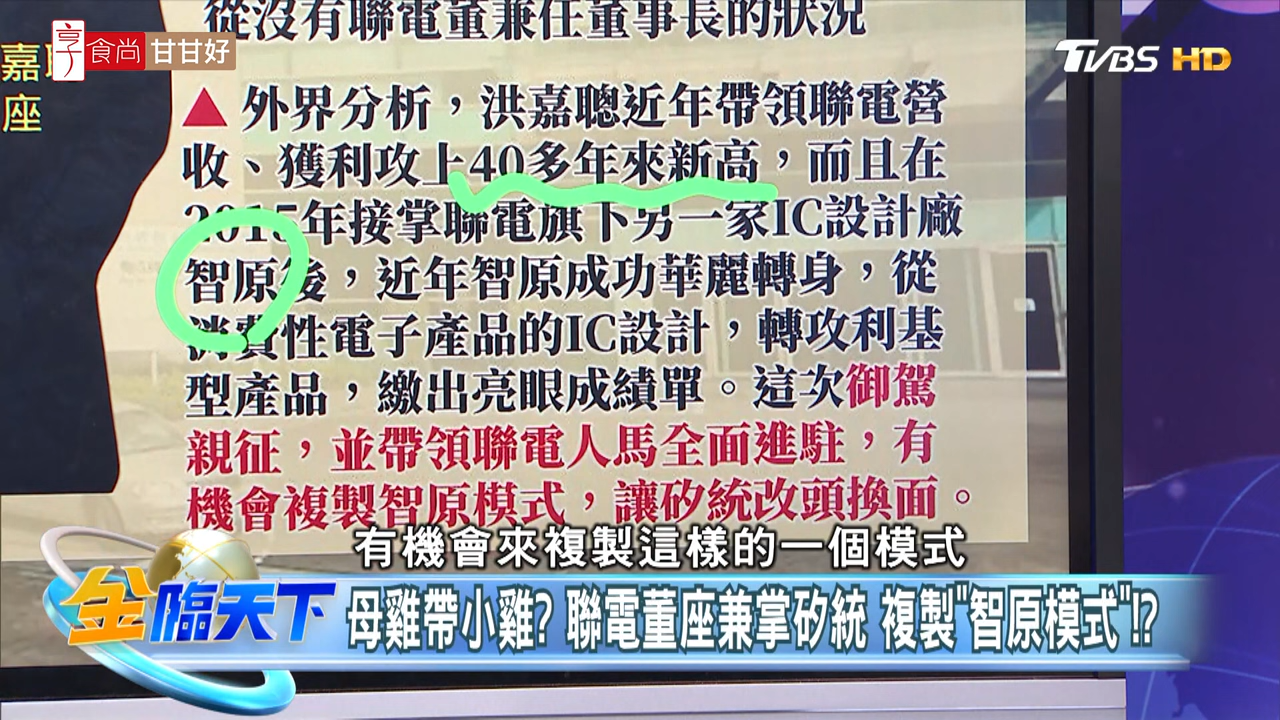 從沒有聯電董兼任董事長的狀況
享食尚 甘甘好
TVBS HD
嘉
座
▲外界分析，洪嘉聰近年帶領聯電營
收、獲利攻上40多年來新高，而且在
2015年接掌聯電旗下另一家IC設計廠
智原後，近年智原成功華麗轉身，從
消費性電子產品的IC設計，轉攻利基
型產品，繳出亮眼成績單。這次御駕
親征，並帶領聯電人馬全面進駐，有
機會複製智原模式，讓矽統改頭換面。
有機會來複製這樣的一個模式
金臨天下
母雞帶小雞? 聯電董座兼掌矽統 複製"智原模式"!?